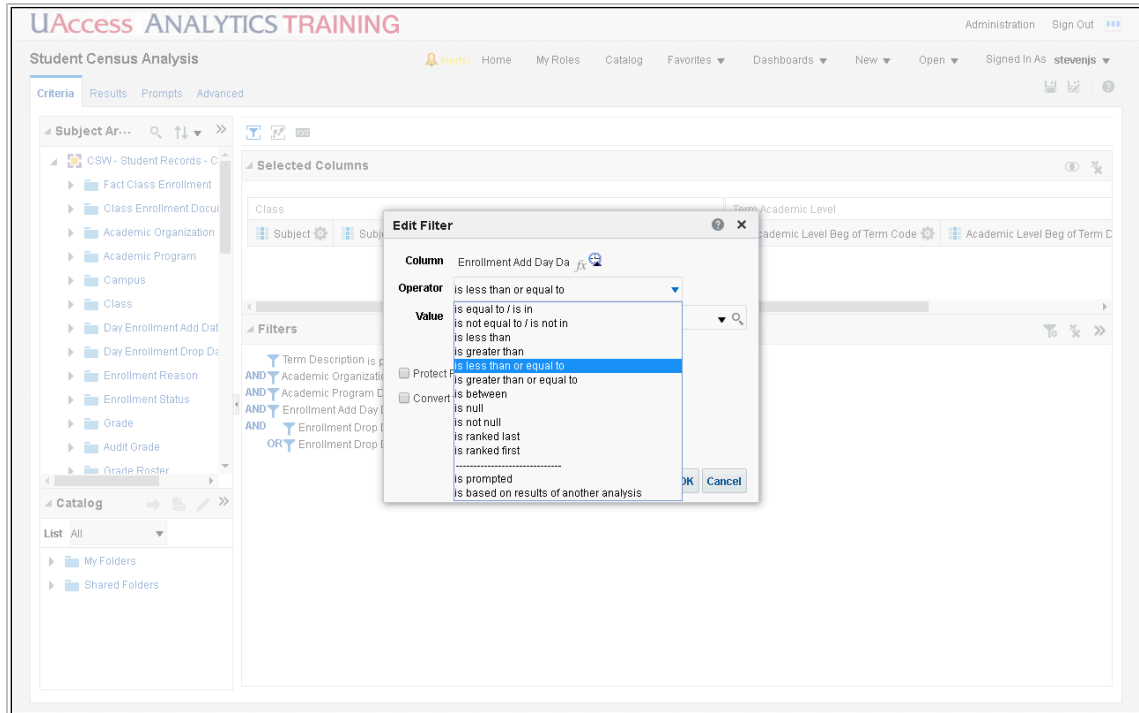 UACCESS ANALYTICS TRAINING
Administration Sign Out
Student Census Analysis
Alerts! Home My Roles Catalog Favorites Dashboards New Open Signed In As stevenjs
Criteria Results Prompts Advanced
Subject Ar...
CSW - Student Records - C
Fact Class Enrollment
Class Enrollment Docu
Academic Organization
Academic Program
Campus
Class
Day Enrollment Add Dat
Day Enrollment Drop Da
Enrollment Reason
Enrollment Status
Grade
Audit Grade
Grade Roster
Catalog
List All
My Folders
Shared Folders
Selected Columns
Class Term Academic Level
Subject Subj cademic Level Beg of Term Code Academic Level Beg of Term C
Filters
Term Description is p
AND Academic Organizatio
AND Academic Program D
AND Enrollment Add Day D
AND Enrollment Drop D
OR Enrollment Drop D
Edit Filter
Column Enrollment Add Day Da fx
Operator is less than or equal to
Value
is equal to / is in
is not equal to / is not in
is less than
is greater than
is less than or equal to
is greater than or equal to
is between
is null
is not null
is ranked last
is ranked first
------------------------------
is prompted
is based on results of another analysis
Protect F
Convert
OK Cancel